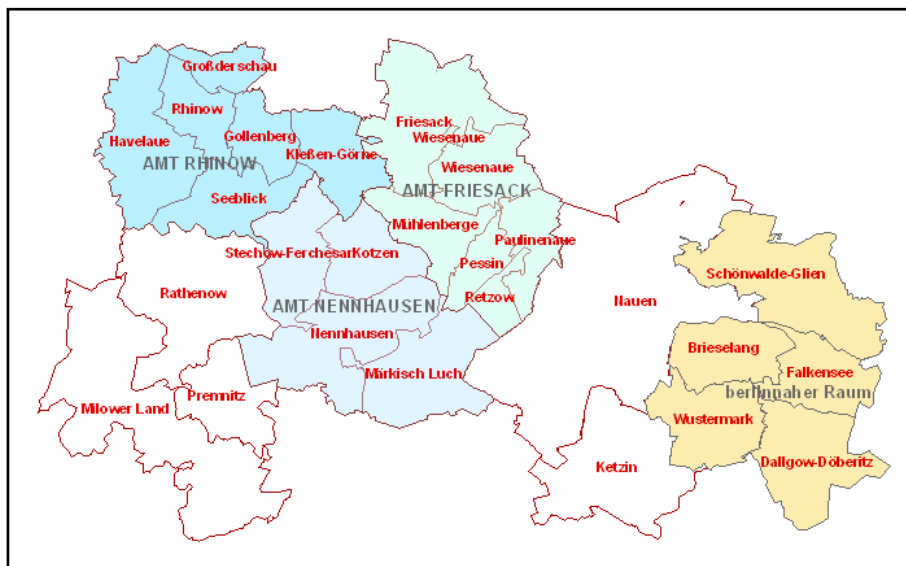 Großderschau
Rhinow
Friesack
Gollenberg
Wiesenaue
Havelaue
Kleßen-Görne
AMT RHINOW
Wiesenaue
AMT FRIESACK
Seeblick
Mühlenberge
Paulinenaue
Stechow-Ferchesar
Kotzen
Pessin
Schönwalde-Glien
Rathenow
Retzow
Nauen
AMT NENNHAUSEN
Nennhausen
Brieselang
Märkisch Luch
Falkensee
Premnitz
berlinnaher Raum
Milower Land
Wustermark
Ketzin
Dallgow-Döberitz